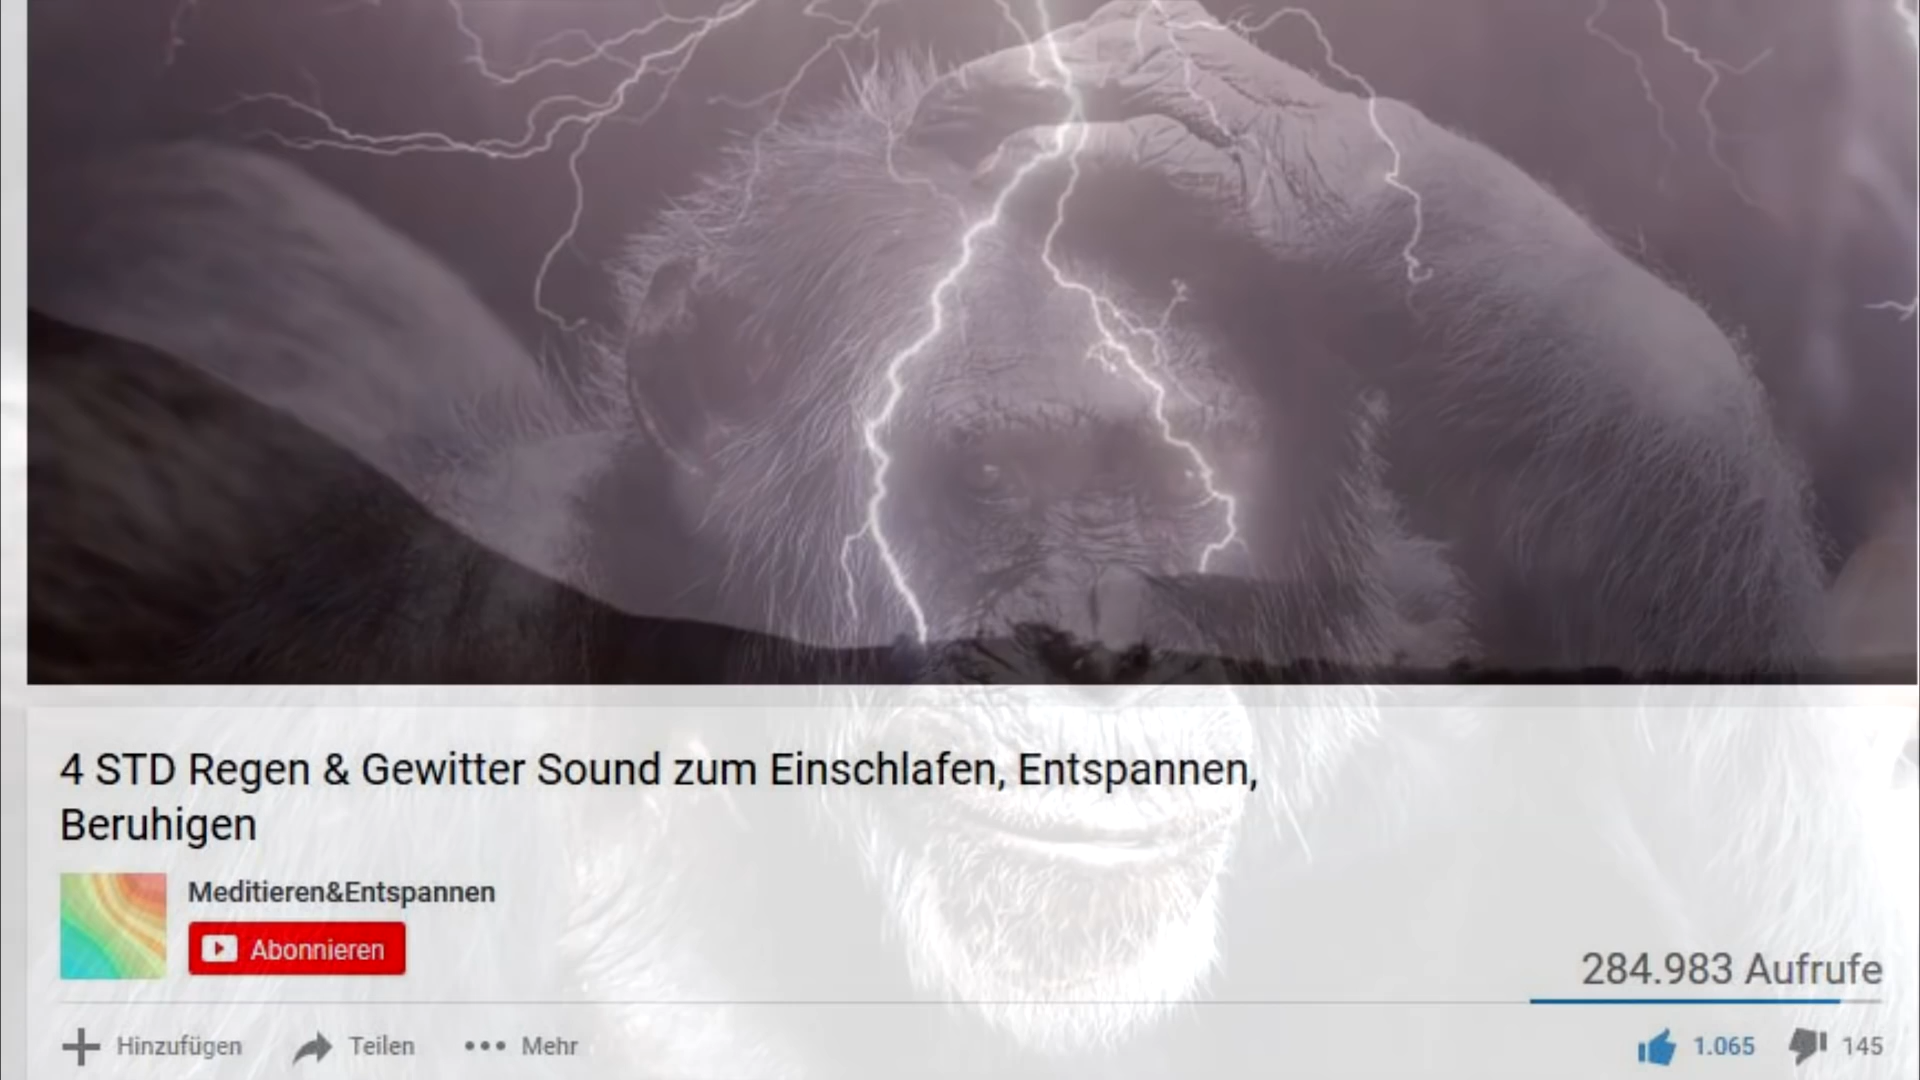 4 STD Regen & Gewitter Sound zum Einschlafen, Entspannen,
Beruhigen
Meditieren&Entspannen
Abonnieren
284.983 Aufrufe
Hinzufügen Teilen Mehr 1.065 145